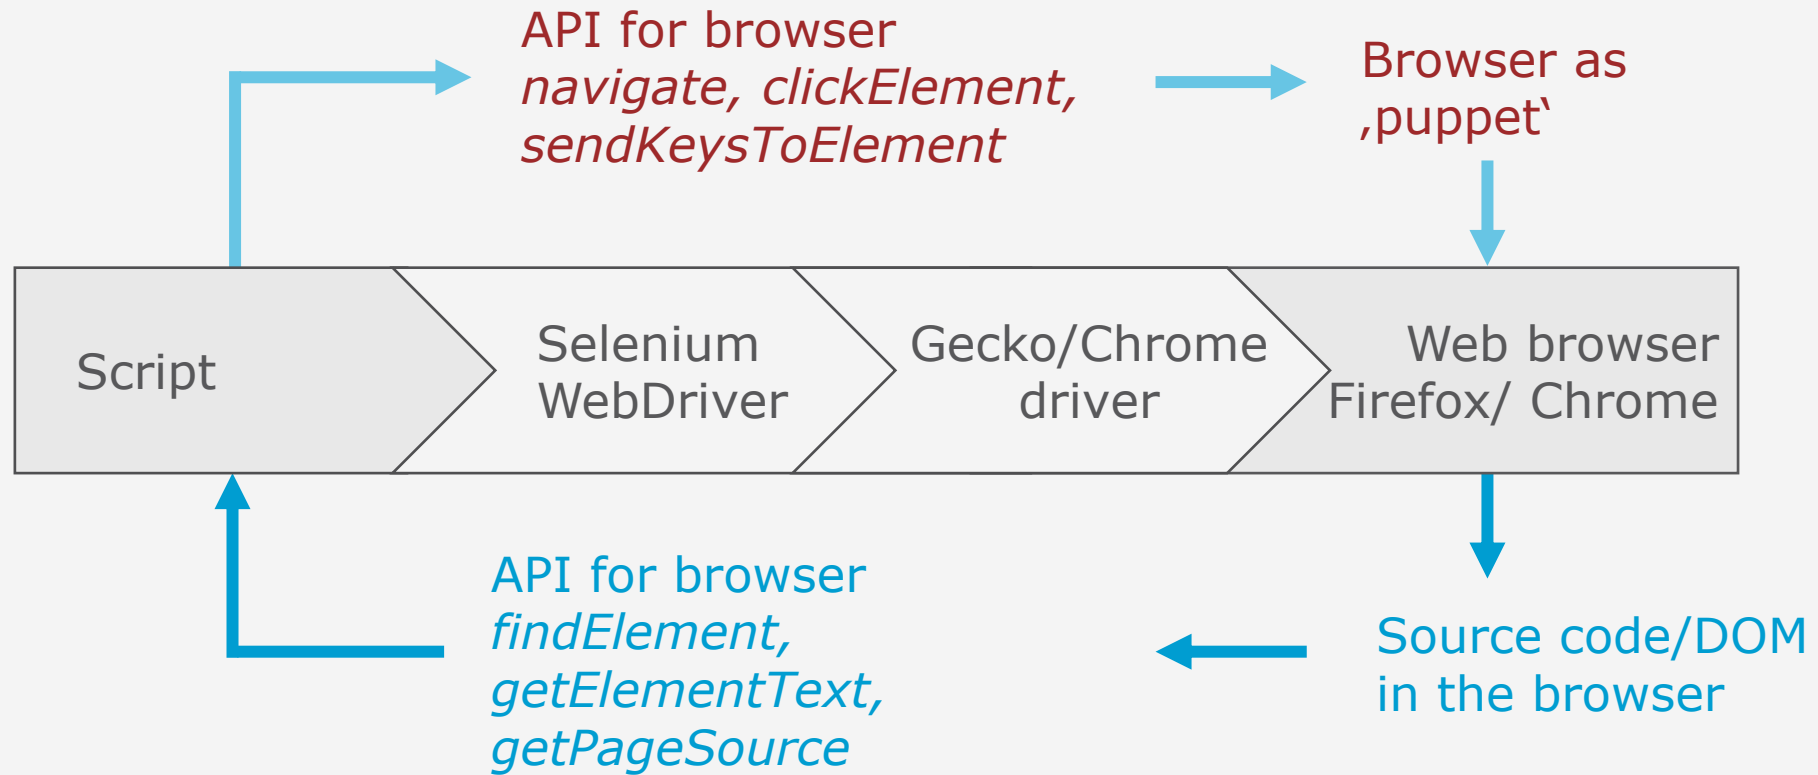 API for browser
navigate, clickElement,
sendKeysToElement
Browser as
‚puppet‘
Script
Selenium
WebDriver
Gecko/Chrome
driver
Web browser
Firefox/ Chrome
API for browser
findElement,
getElementText,
getPageSource
Source code/DOM
in the browser